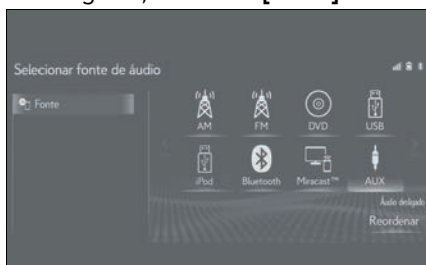 Selecionar fonte de áudio
Fonte
AM
FM
DVD
USB
iPod
Bluetooth
Miracast™
AUX
Áudio desligado
Reordenar